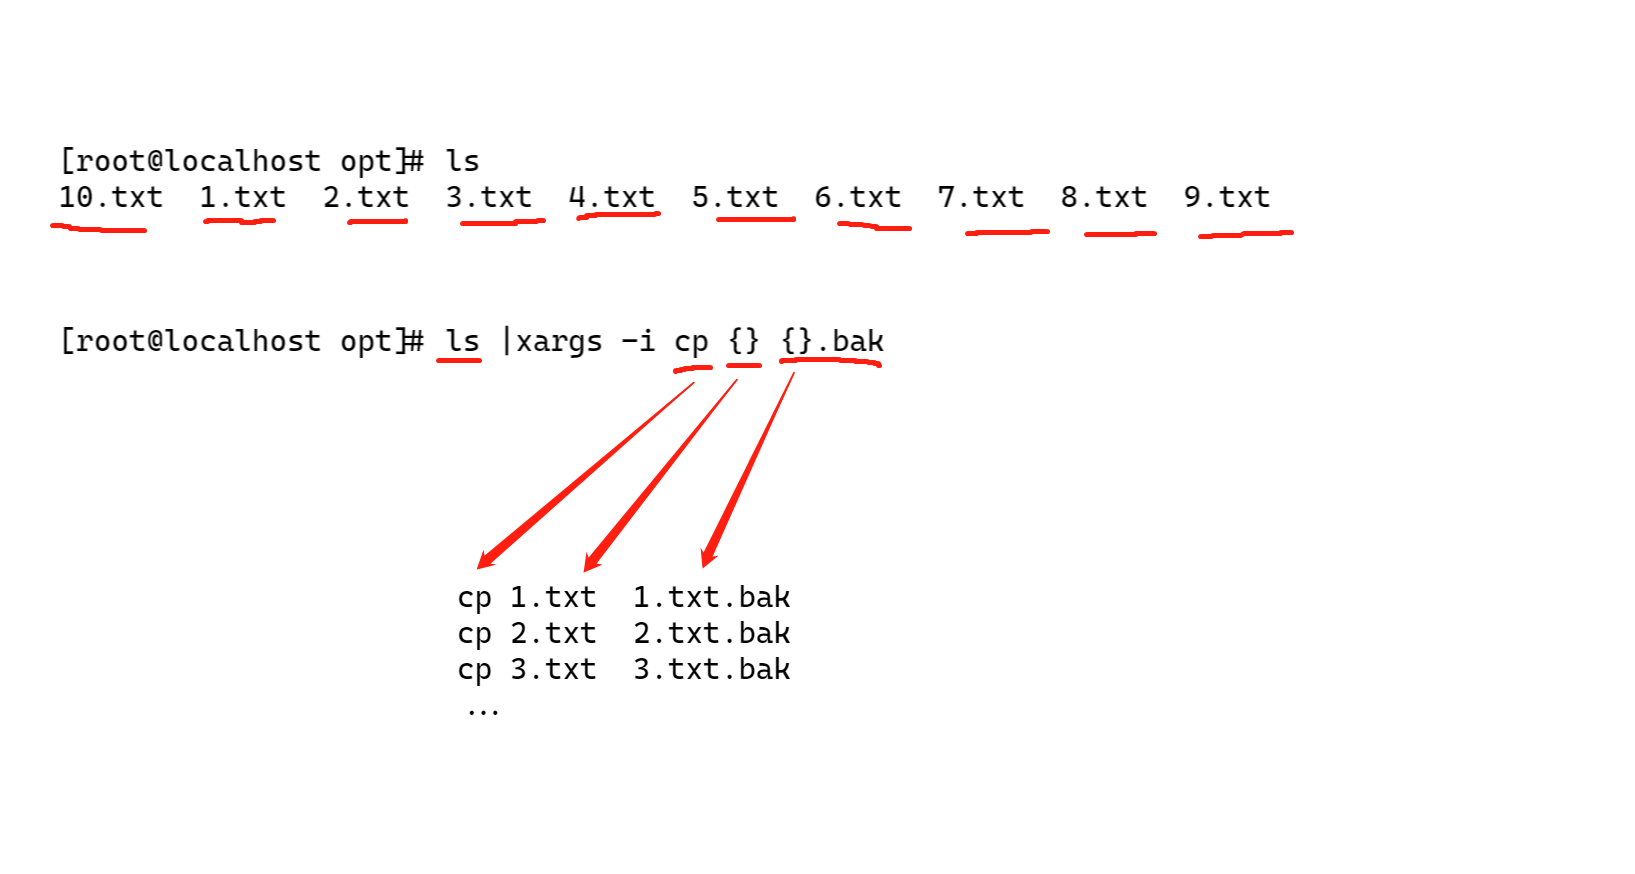 [root@localhost opt]# ls
10.txt  1.txt  2.txt  3.txt  4.txt  5.txt  6.txt  7.txt  8.txt  9.txt
[root@localhost opt]# ls |xargs -i cp {} {}.bak
cp 1.txt  1.txt.bak
cp 2.txt  2.txt.bak
cp 3.txt  3.txt.bak
...